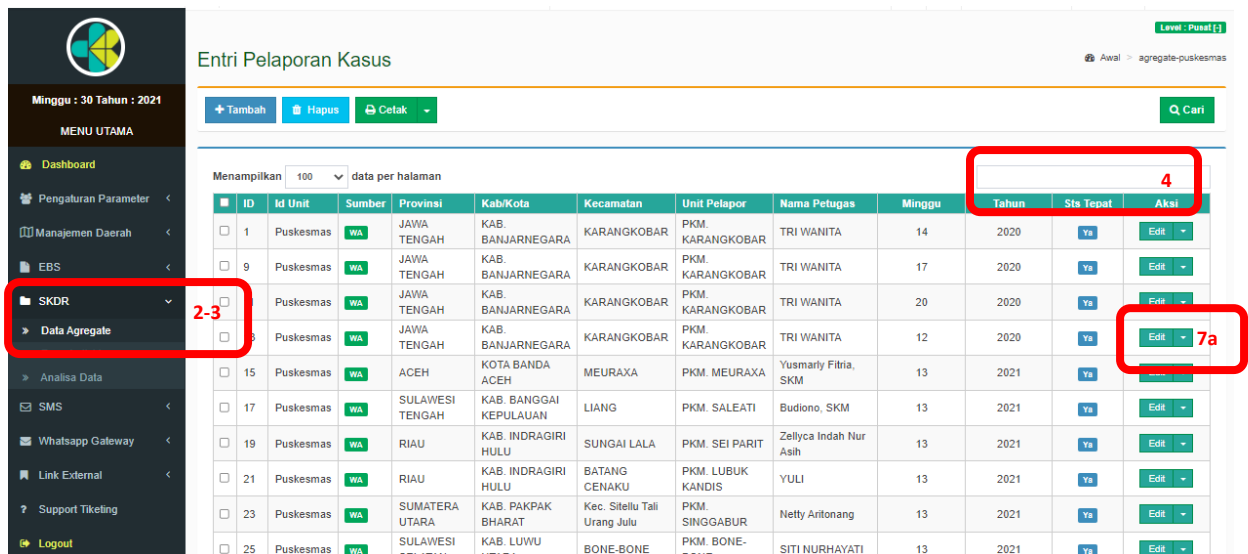 Level : Pusat [-]
Entri Pelaporan Kasus
Awal > agregate-puskesmas
Minggu : 30 Tahun : 2021
MENU UTAMA
Tambah Hapus Cetak
Cari
Dashboard
Pengaturan Parameter
Manajemen Daerah
EBS
SKDR
Data Agregate
Analisa Data
SMS
Whatsapp Gateway
Link External
Support Tiketing
Logout
2-3
4
7a
Menampilkan 100 data per halaman
ID Id Unit Sumber Provinsi Kab/Kota Kecamatan Unit Pelapor Nama Petugas Minggu Tahun Sts Tepat Aksi
1 Puskesmas WA JAWA TENGAH KAB. BANJARNEGARA KARANGKOBAR PKM. KARANGKOBAR TRI WANITA 14 2020 Ya Edit
9 Puskesmas WA JAWA TENGAH KAB. BANJARNEGARA KARANGKOBAR PKM. KARANGKOBAR TRI WANITA 17 2020 Ya Edit
Puskesmas WA JAWA TENGAH KAB. BANJARNEGARA KARANGKOBAR PKM. KARANGKOBAR TRI WANITA 20 2020 Ya Edit
Puskesmas WA JAWA TENGAH KAB. BANJARNEGARA KARANGKOBAR PKM. KARANGKOBAR TRI WANITA 12 2020 Ya Edit
15 Puskesmas WA ACEH KOTA BANDA ACEH MEURAXA PKM. MEURAXA Yusmarly Fitria, SKM 13 2021 Ya
17 Puskesmas WA SULAWESI TENGAH KAB. BANGGAI KEPULAUAN LIANG PKM. SALEATI Budiono, SKM 13 2021 Ya Edit
19 Puskesmas WA RIAU KAB. INDRAGIRI HULU SUNGAI LALA PKM. SEI PARIT Zellyca Indah Nur Asih 13 2021 Ya Edit
21 Puskesmas WA RIAU KAB. INDRAGIRI HULU BATANG CENAKU PKM. LUBUK KANDIS YULI 13 2021 Ya Edit
23 Puskesmas WA SUMATERA UTARA KAB. PAKPAK BHARAT Kec. Sitellu Tali Urang Julu PKM. SINGGABUR Netty Aritonang 13 2021 Ya Edit
25 Puskesmas WA SULAWESI KAB. LUWU BONE-BONE PKM. BONE- SITI NURHAYATI 13 2021 Ya Edit